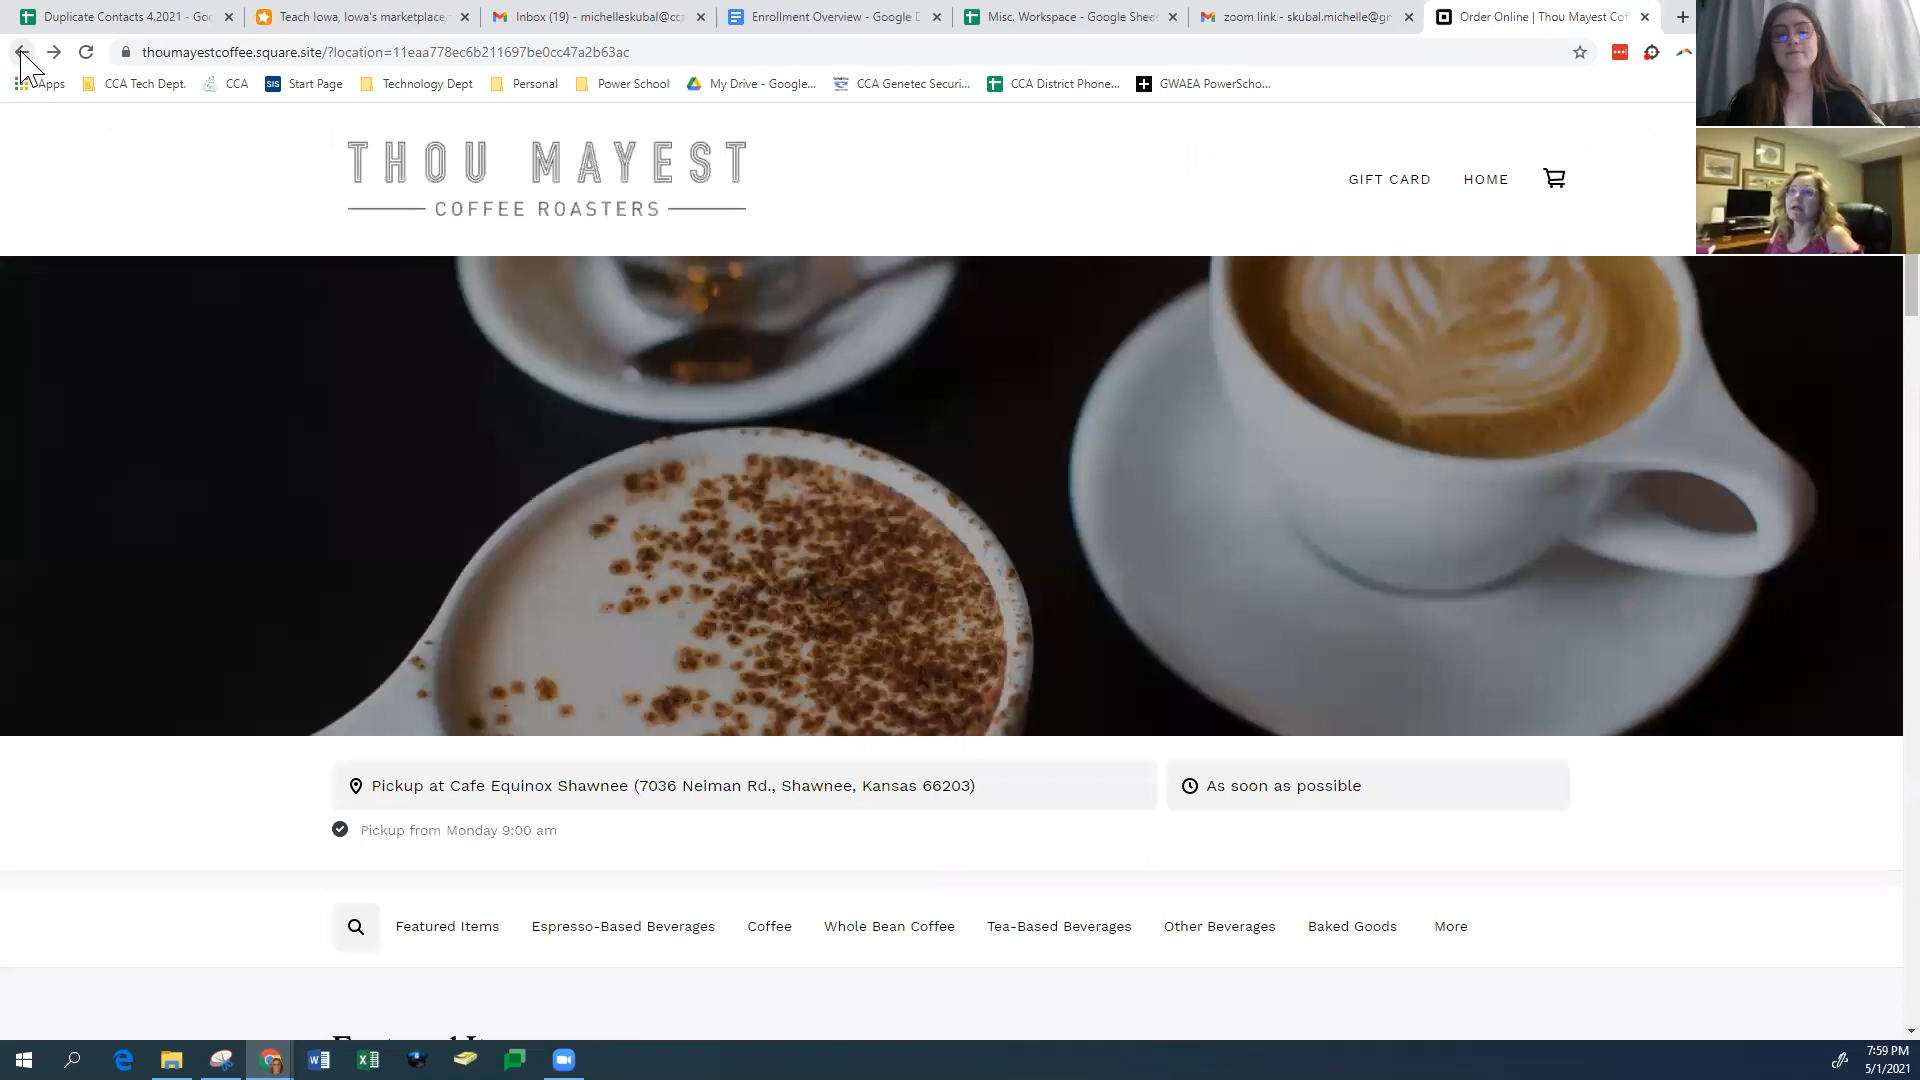 Duplicate Contacts 4.2021 - Go
Teach Iowa, Iowa's marketplace
Inbox (19) - michelleskubal@cc
Enrollment Overview - Google D
Misc. Workspace - Google Shee
zoom link - skubal.michelle@gr
Order Online | Thou Mayest Cof
thoumayestcoffee.square.site/?location=11eaa778ec6b211697be0cc47a2b63ac
Apps
CCA Tech Dept.
CCA
SIS
Start Page
Technology Dept
Personal
Power School
My Drive - Google...
CCA Genetec Securi...
CCA District Phone...
GWAEA PowerScho...
THOU MAYEST
COFFEE ROASTERS
GIFT CARD
HOME
Pickup at Cafe Equinox Shawnee (7036 Neiman Rd., Shawnee, Kansas 66203)
As soon as possible
Pickup from Monday 9:00 am
Featured Items
Espresso-Based Beverages
Coffee
Whole Bean Coffee
Tea-Based Beverages
Other Beverages
Baked Goods
More
7:59 PM
5/1/2021